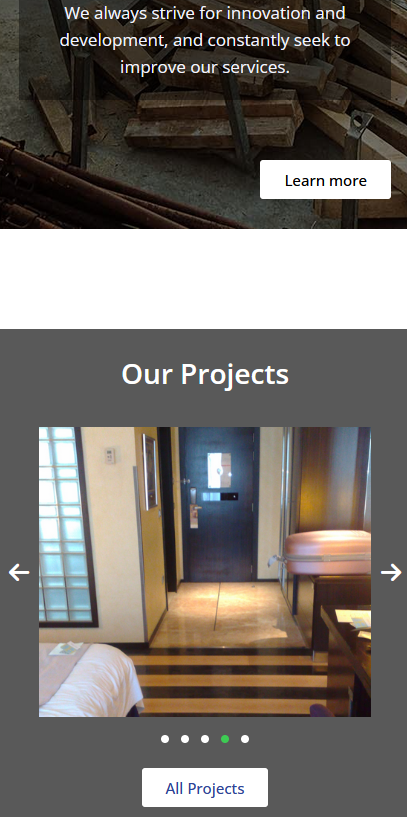 We always strive for innovation and
development, and constantly seek to
improve our services.
Learn more
Our Projects
All Projects